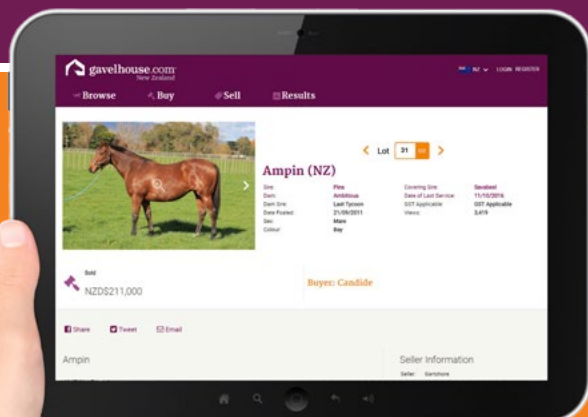 gavelhouse.com
New Zealand
NZ
LOGIN REGISTER
Browse
Buy
Sell
Results
Lot 31 GO
Ampin (NZ)
Sire: Pins
Dam: Ambitious
Dam Sire: Last Tycoon
Date Foaled: 21/09/2011
Sex: Mare
Colour: Bay
Covering Sire: Savabeel
Date of Last Service: 11/10/2016
GST Applicable: GST Applicable
Views: 3,419
Sold
NZD$211,000
Buyer: Candide
Share
Tweet
Email
Ampin
Seller Information
Seller: